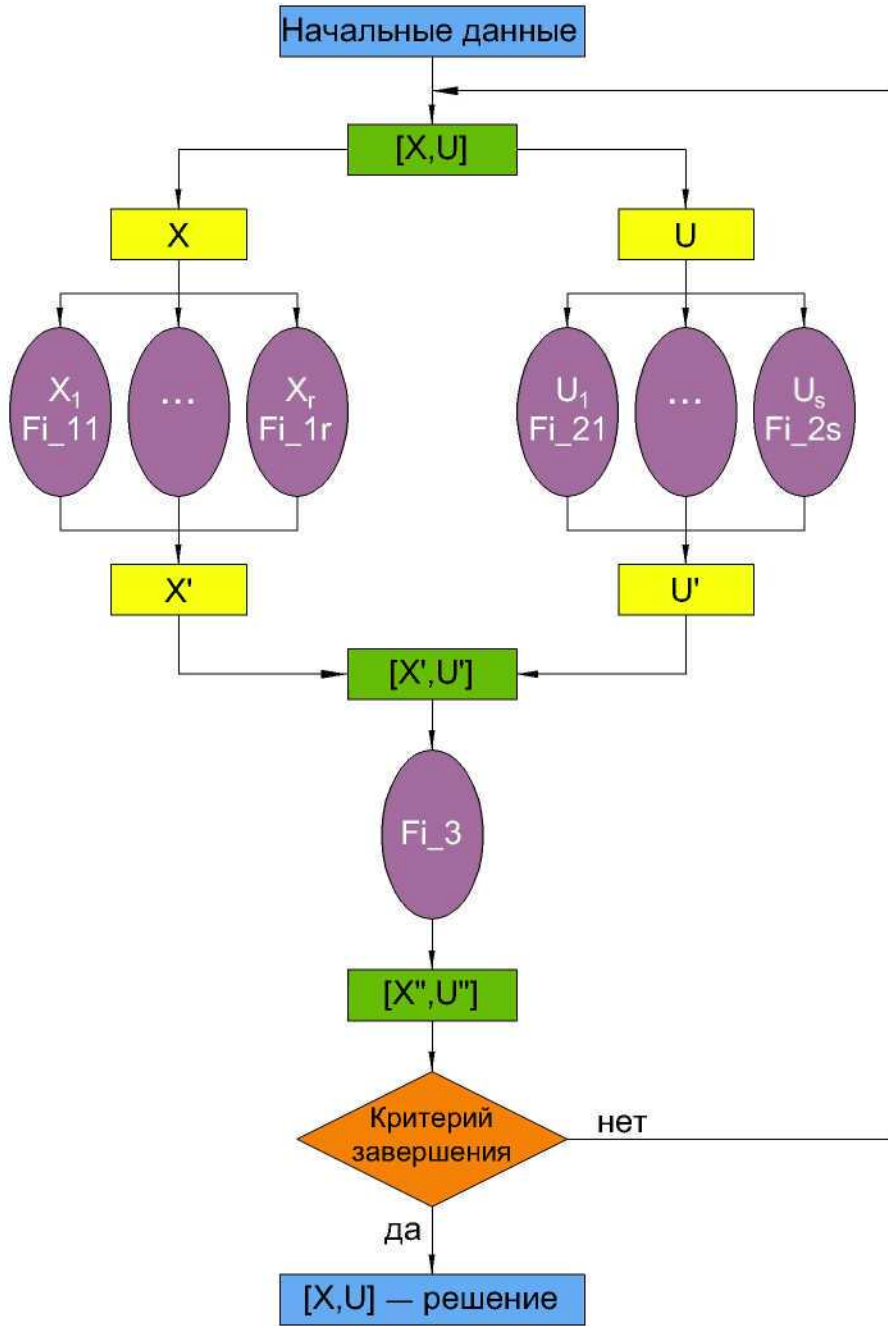 Начальные данные
[X,U]
X
U
X₁
Fi_11
...
Xᵣ
Fi_1r
U₁
Fi_21
...
Uₛ
Fi_2s
X'
U'
[X',U']
Fi_3
[X",U"]
Критерий
завершения
нет
да
[X,U] — решение